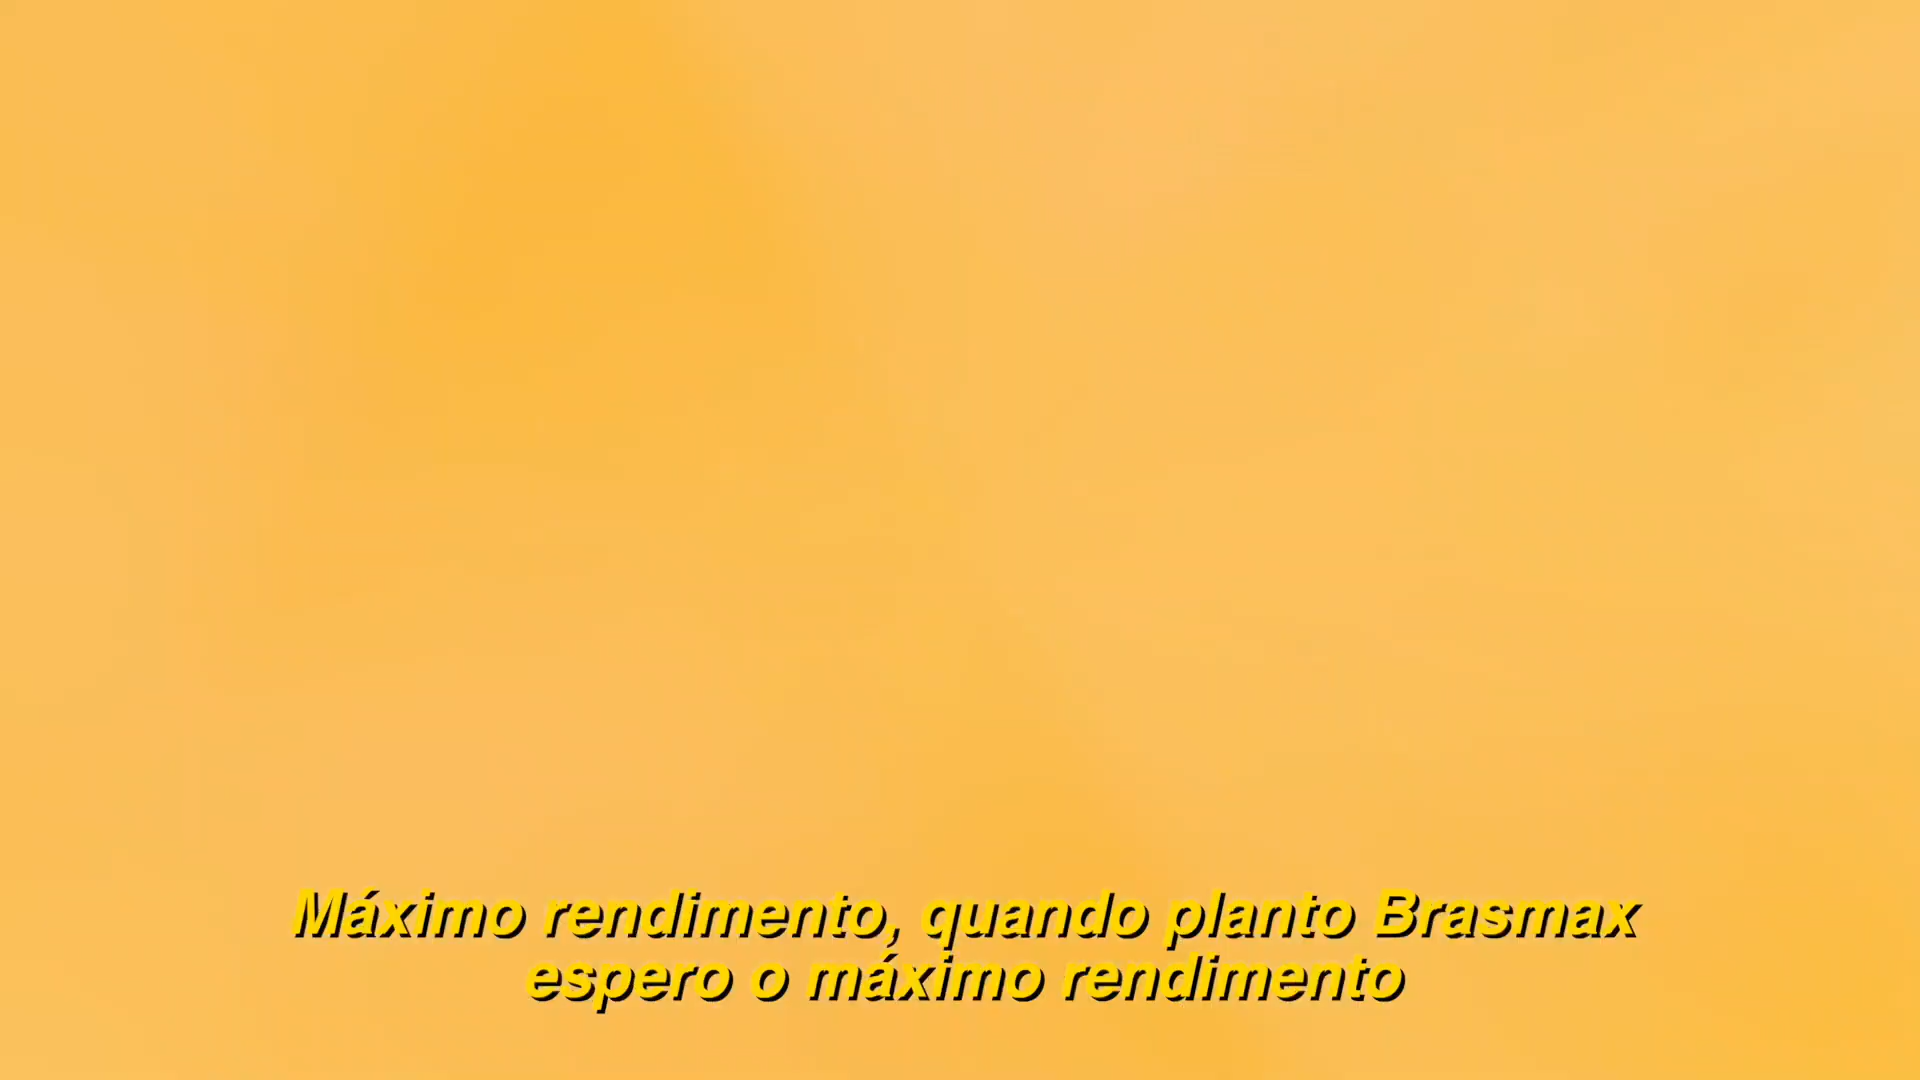 Máximo rendimento, quando planto Brasmax
espero o máximo rendimento